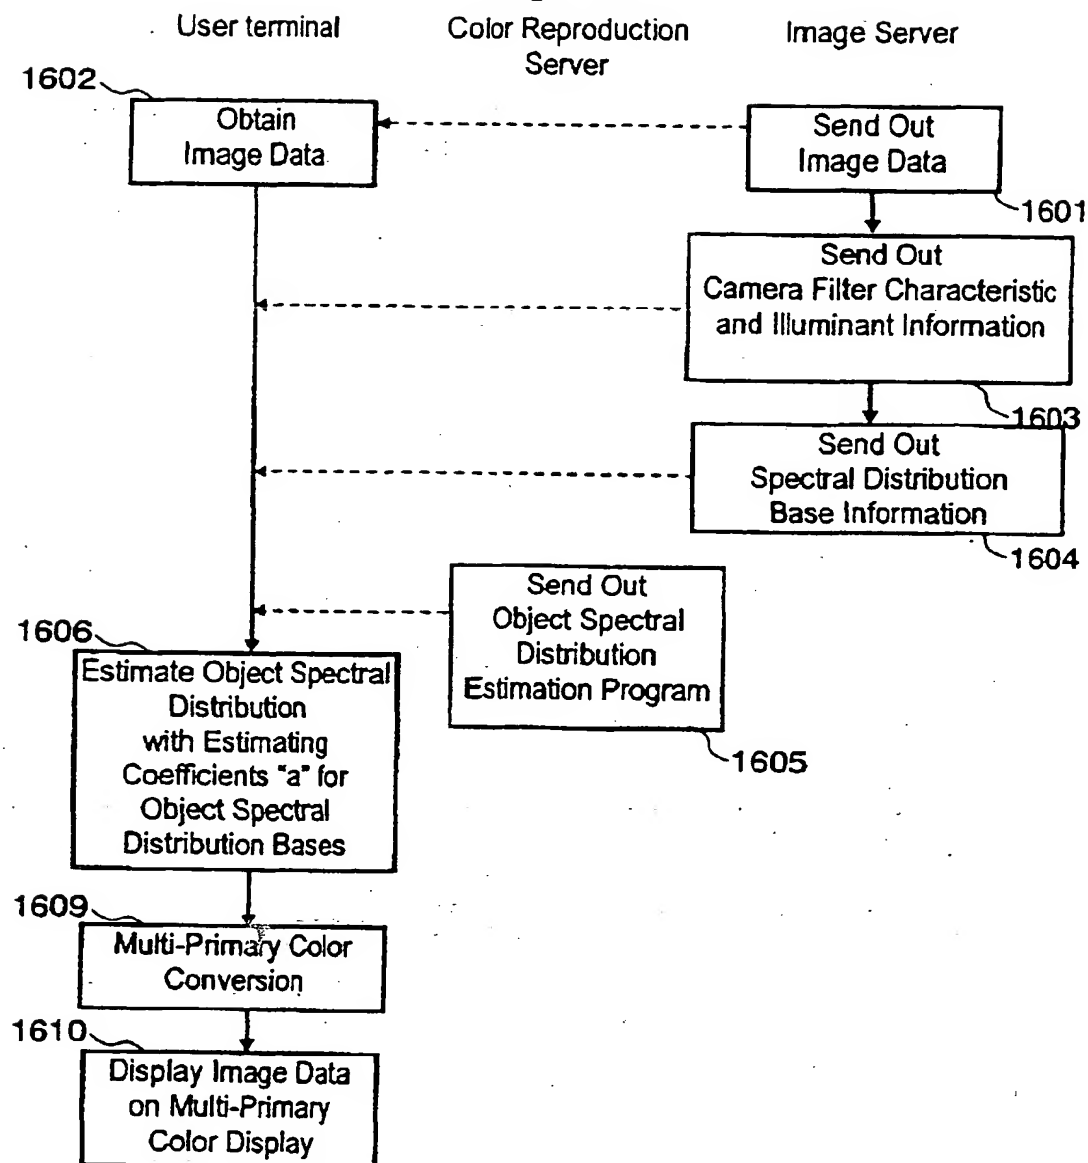 User terminal
Color Reproduction
Server
Image Server
1602
Obtain
Image Data
Send Out
Image Data
1601
Send Out
Camera Filter Characteristic
and Illuminant Information
1603
Send Out
Spectral Distribution
Base Information
1604
Send Out
Object Spectral
Distribution
Estimation Program
1605
1606
Estimate Object Spectral
Distribution
with Estimating
Coefficients "a" for
Object Spectral
Distribution Bases
1609
Multi-Primary Color
Conversion
1610
Display Image Data
on Multi-Primary
Color Display